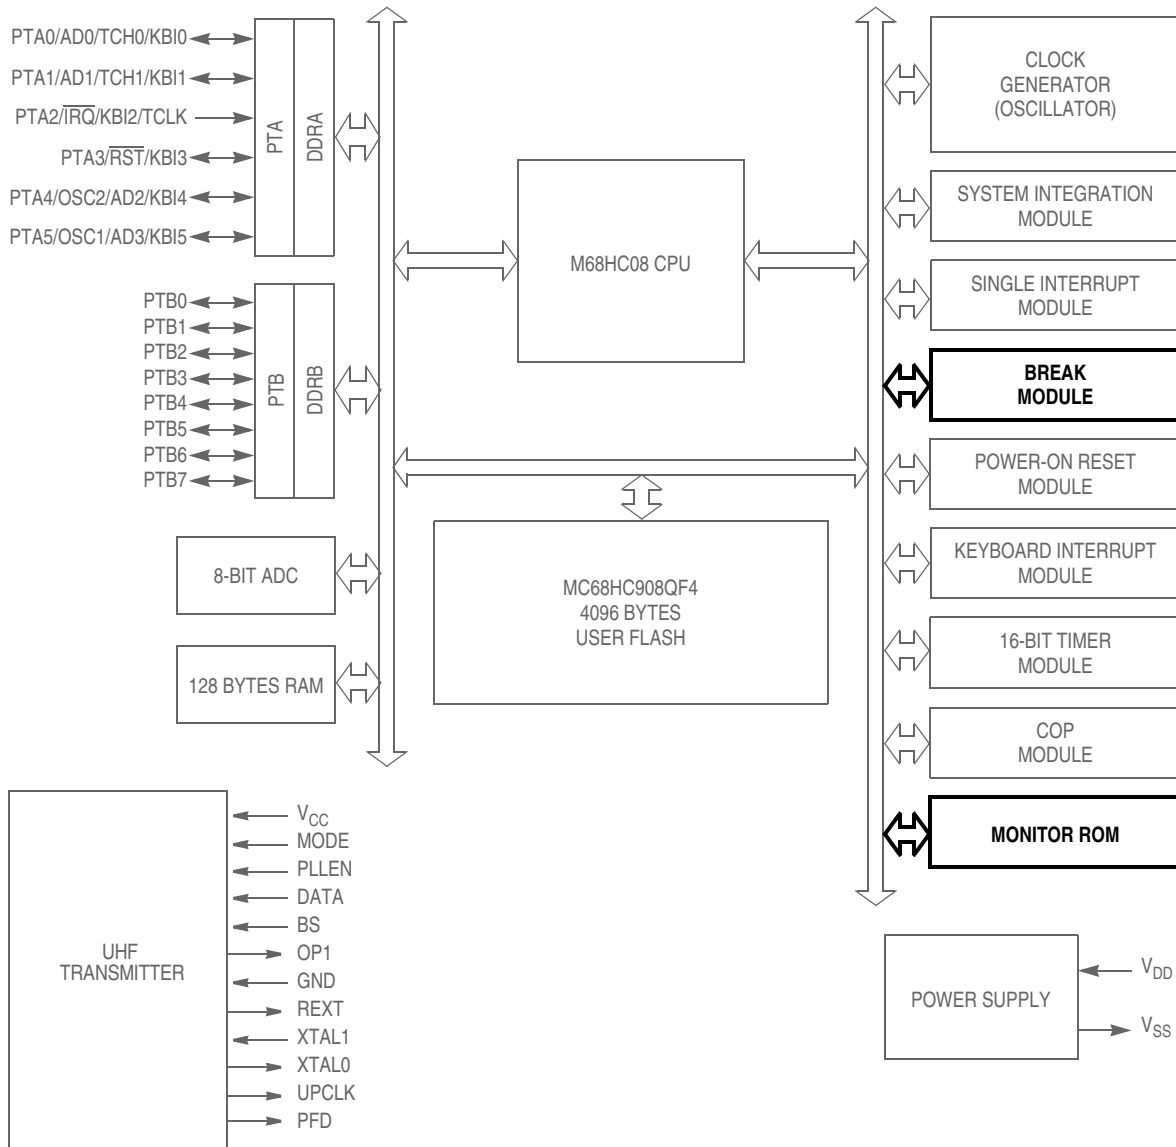 PTA0/AD0/TCH0/KBI0
PTA1/AD1/TCH1/KBI1
PTA2/IRQ/KBI2/TCLK
PTA3/RST/KBI3
PTA4/OSC2/AD2/KBI4
PTA5/OSC1/AD3/KBI5
PTA
DDRA
PTB0
PTB1
PTB2
PTB3
PTB4
PTB5
PTB6
PTB7
PTB
DDRB
8-BIT ADC
128 BYTES RAM
M68HC08 CPU
MC68HC908QF4
4096 BYTES
USER FLASH
CLOCK
GENERATOR
(OSCILLATOR)
SYSTEM INTEGRATION
MODULE
SINGLE INTERRUPT
MODULE
BREAK
MODULE
POWER-ON RESET
MODULE
KEYBOARD INTERRUPT
MODULE
16-BIT TIMER
MODULE
COP
MODULE
MONITOR ROM
UHF
TRANSMITTER
VCC
MODE
PLLEN
DATA
BS
OP1
GND
REXT
XTAL1
XTAL0
UPCLK
PFD
POWER SUPPLY
VDD
VSS